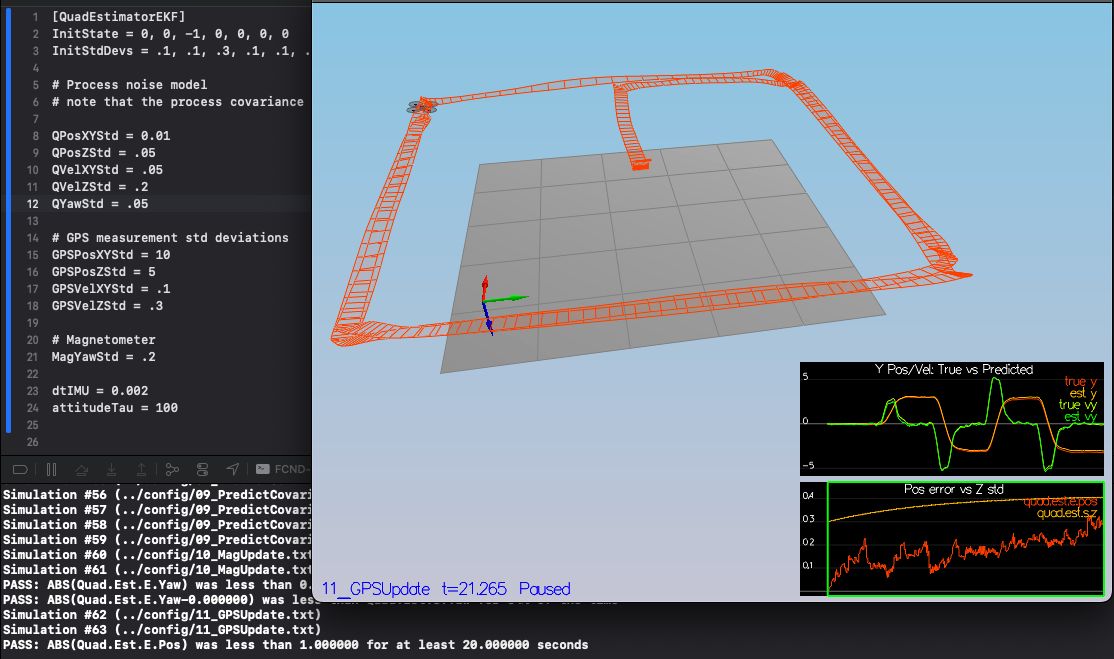 1 [QuadEstimatorEKF]
2 InitState = 0, 0, -1, 0, 0, 0, 0
3 InitStdDevs = .1, .1, .3, .1, .1, .
4
5 # Process noise model
6 # note that the process covariance
7
8 QPosXYStd = 0.01
9 QPosZStd = .05
10 QVelXYStd = .05
11 QVelZStd = .2
12 QYawStd = .05
13
14 # GPS measurement std deviations
15 GPSPosXYStd = 10
16 GPSPosZStd = 5
17 GPSVelXYStd = .1
18 GPSVelZStd = .3
19
20 # Magnetometer
21 MagYawStd = .2
22
23 dtIMU = 0.002
24 attitudeTau = 100
25
26
FCND-
Simulation #56 (../config/09_PredictCovari
Simulation #57 (../config/09_PredictCovari
Simulation #58 (../config/09_PredictCovari
Simulation #59 (../config/09_PredictCovari
Simulation #60 (../config/10_MagUpdate.txt
Simulation #61 (../config/10_MagUpdate.txt
PASS: ABS(Quad.Est.E.Yaw) was less than 0.
PASS: ABS(Quad.Est.E.Yaw-0.000000) was less
Simulation #62 (../config/11_GPSUpdate.txt)
Simulation #63 (../config/11_GPSUpdate.txt)
PASS: ABS(Quad.Est.E.Pos) was less than 1.000000 for at least 20.000000 seconds
11_GPSUpdate t=21.265 Paused
Y Pos/Vel: True vs Predicted
5
0
-5
true y
est y
true vy
est vy
Pos error vs Z std
0.4
0.3
0.2
0.1
quad.est.e.pos
quad.est.s.z